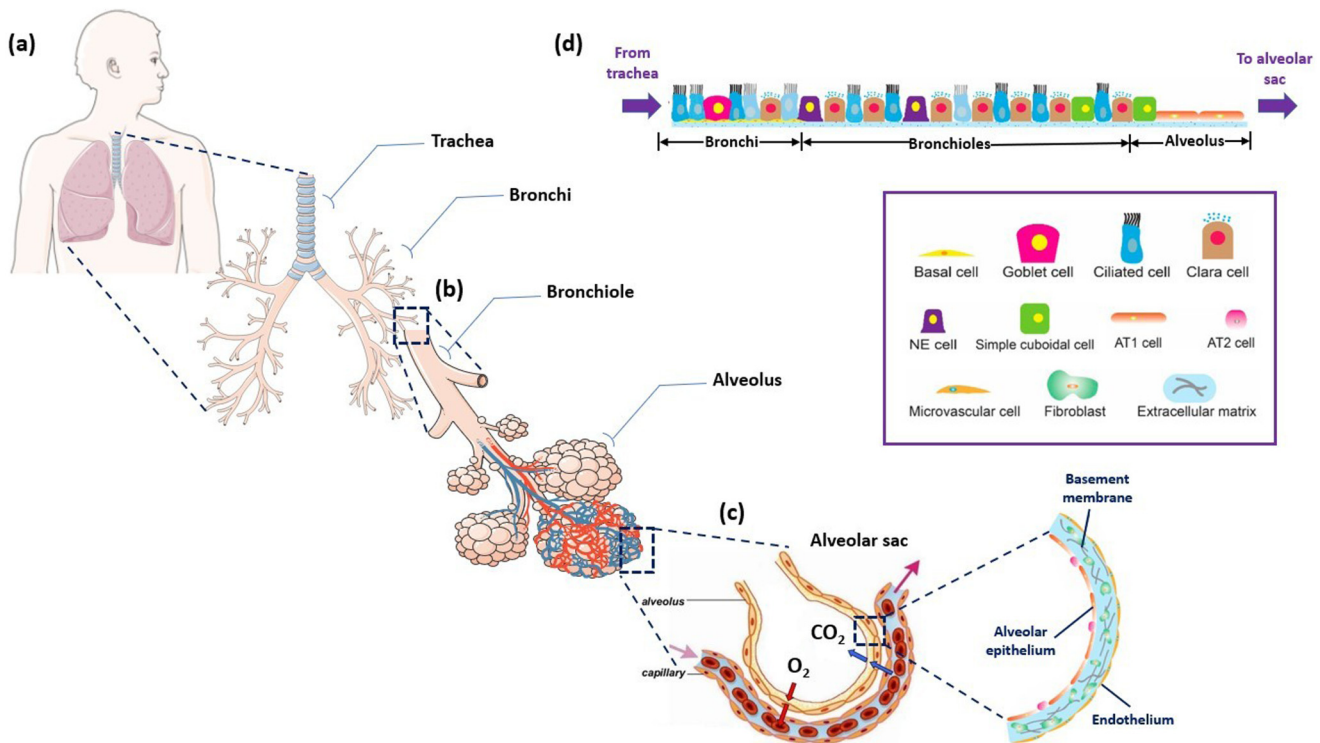 (a)
Trachea
Bronchi
(b)
Bronchiole
Alveolus
(d)
From
trachea
To alveolar
sac
Bronchi
Bronchioles
Alveolus
Basal cell
Goblet cell
Ciliated cell
Clara cell
NE cell
Simple cuboidal cell
AT1 cell
AT2 cell
Microvascular cell
Fibroblast
Extracellular matrix
(c)
Alveolar sac
alveolus
CO2
O2
capillary
Basement
membrane
Alveolar
epithelium
Endothelium